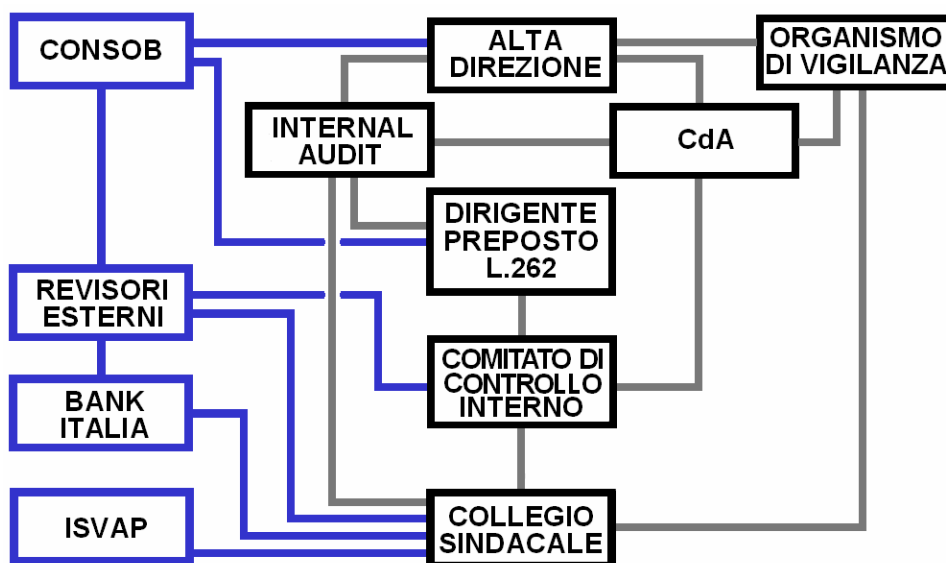 CONSOB
ALTA
DIREZIONE
ORGANISMO
DI VIGILANZA
INTERNAL
AUDIT
CdA
DIRIGENTE
PREPOSTO
L.262
REVISORI
ESTERNI
COMITATO DI
CONTROLLO
INTERNO
BANK
ITALIA
ISVAP
COLLEGIO
SINDACALE